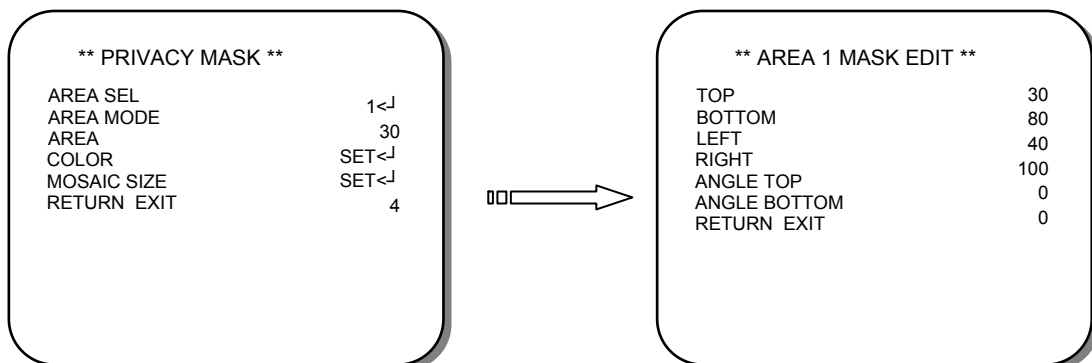 ** PRIVACY MASK **
AREA SEL 1<┘
AREA MODE 30
AREA SET<┘
COLOR SET<┘
MOSAIC SIZE 4
RETURN EXIT
** AREA 1 MASK EDIT **
TOP 30
BOTTOM 80
LEFT 40
RIGHT 100
ANGLE TOP 0
ANGLE BOTTOM 0
RETURN EXIT